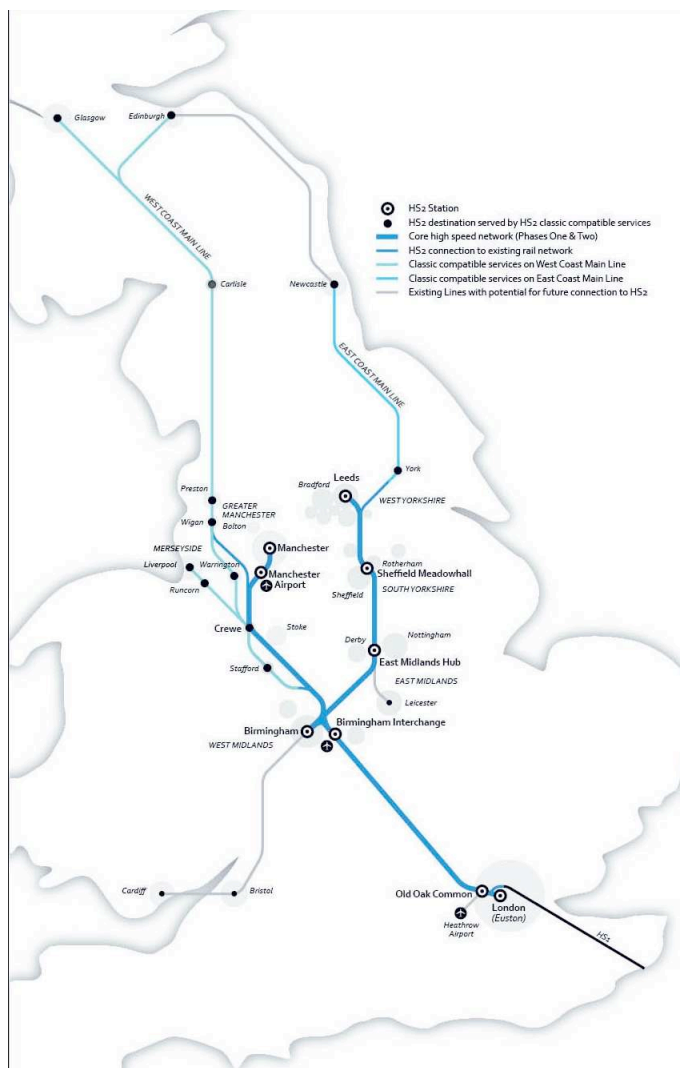 Glasgow
Edinburgh
WEST COAST MAIN LINE
HS2 Station
HS2 destination served by HS2 classic compatible services
Core high speed network (Phases One & Two)
HS2 connection to existing rail network
Classic compatible services on West Coast Main Line
Classic compatible services on East Coast Main Line
Existing Lines with potential for future connection to HS2
Carlisle
Newcastle
EAST COAST MAIN LINE
York
Leeds
Bradford
WEST YORKSHIRE
Preston
GREATER
MANCHESTER
Wigan
Bolton
MERSEYSIDE
Manchester
Liverpool
Warrington
Manchester
Airport
Runcorn
Rotherham
Sheffield Meadowhall
Sheffield
SOUTH YORKSHIRE
Crewe
Stoke
Derby
Nottingham
East Midlands Hub
Stafford
EAST MIDLANDS
Leicester
Birmingham
Birmingham Interchange
WEST MIDLANDS
Cardiff
Bristol
Old Oak Common
London
(Euston)
Heathrow
Airport
HS1